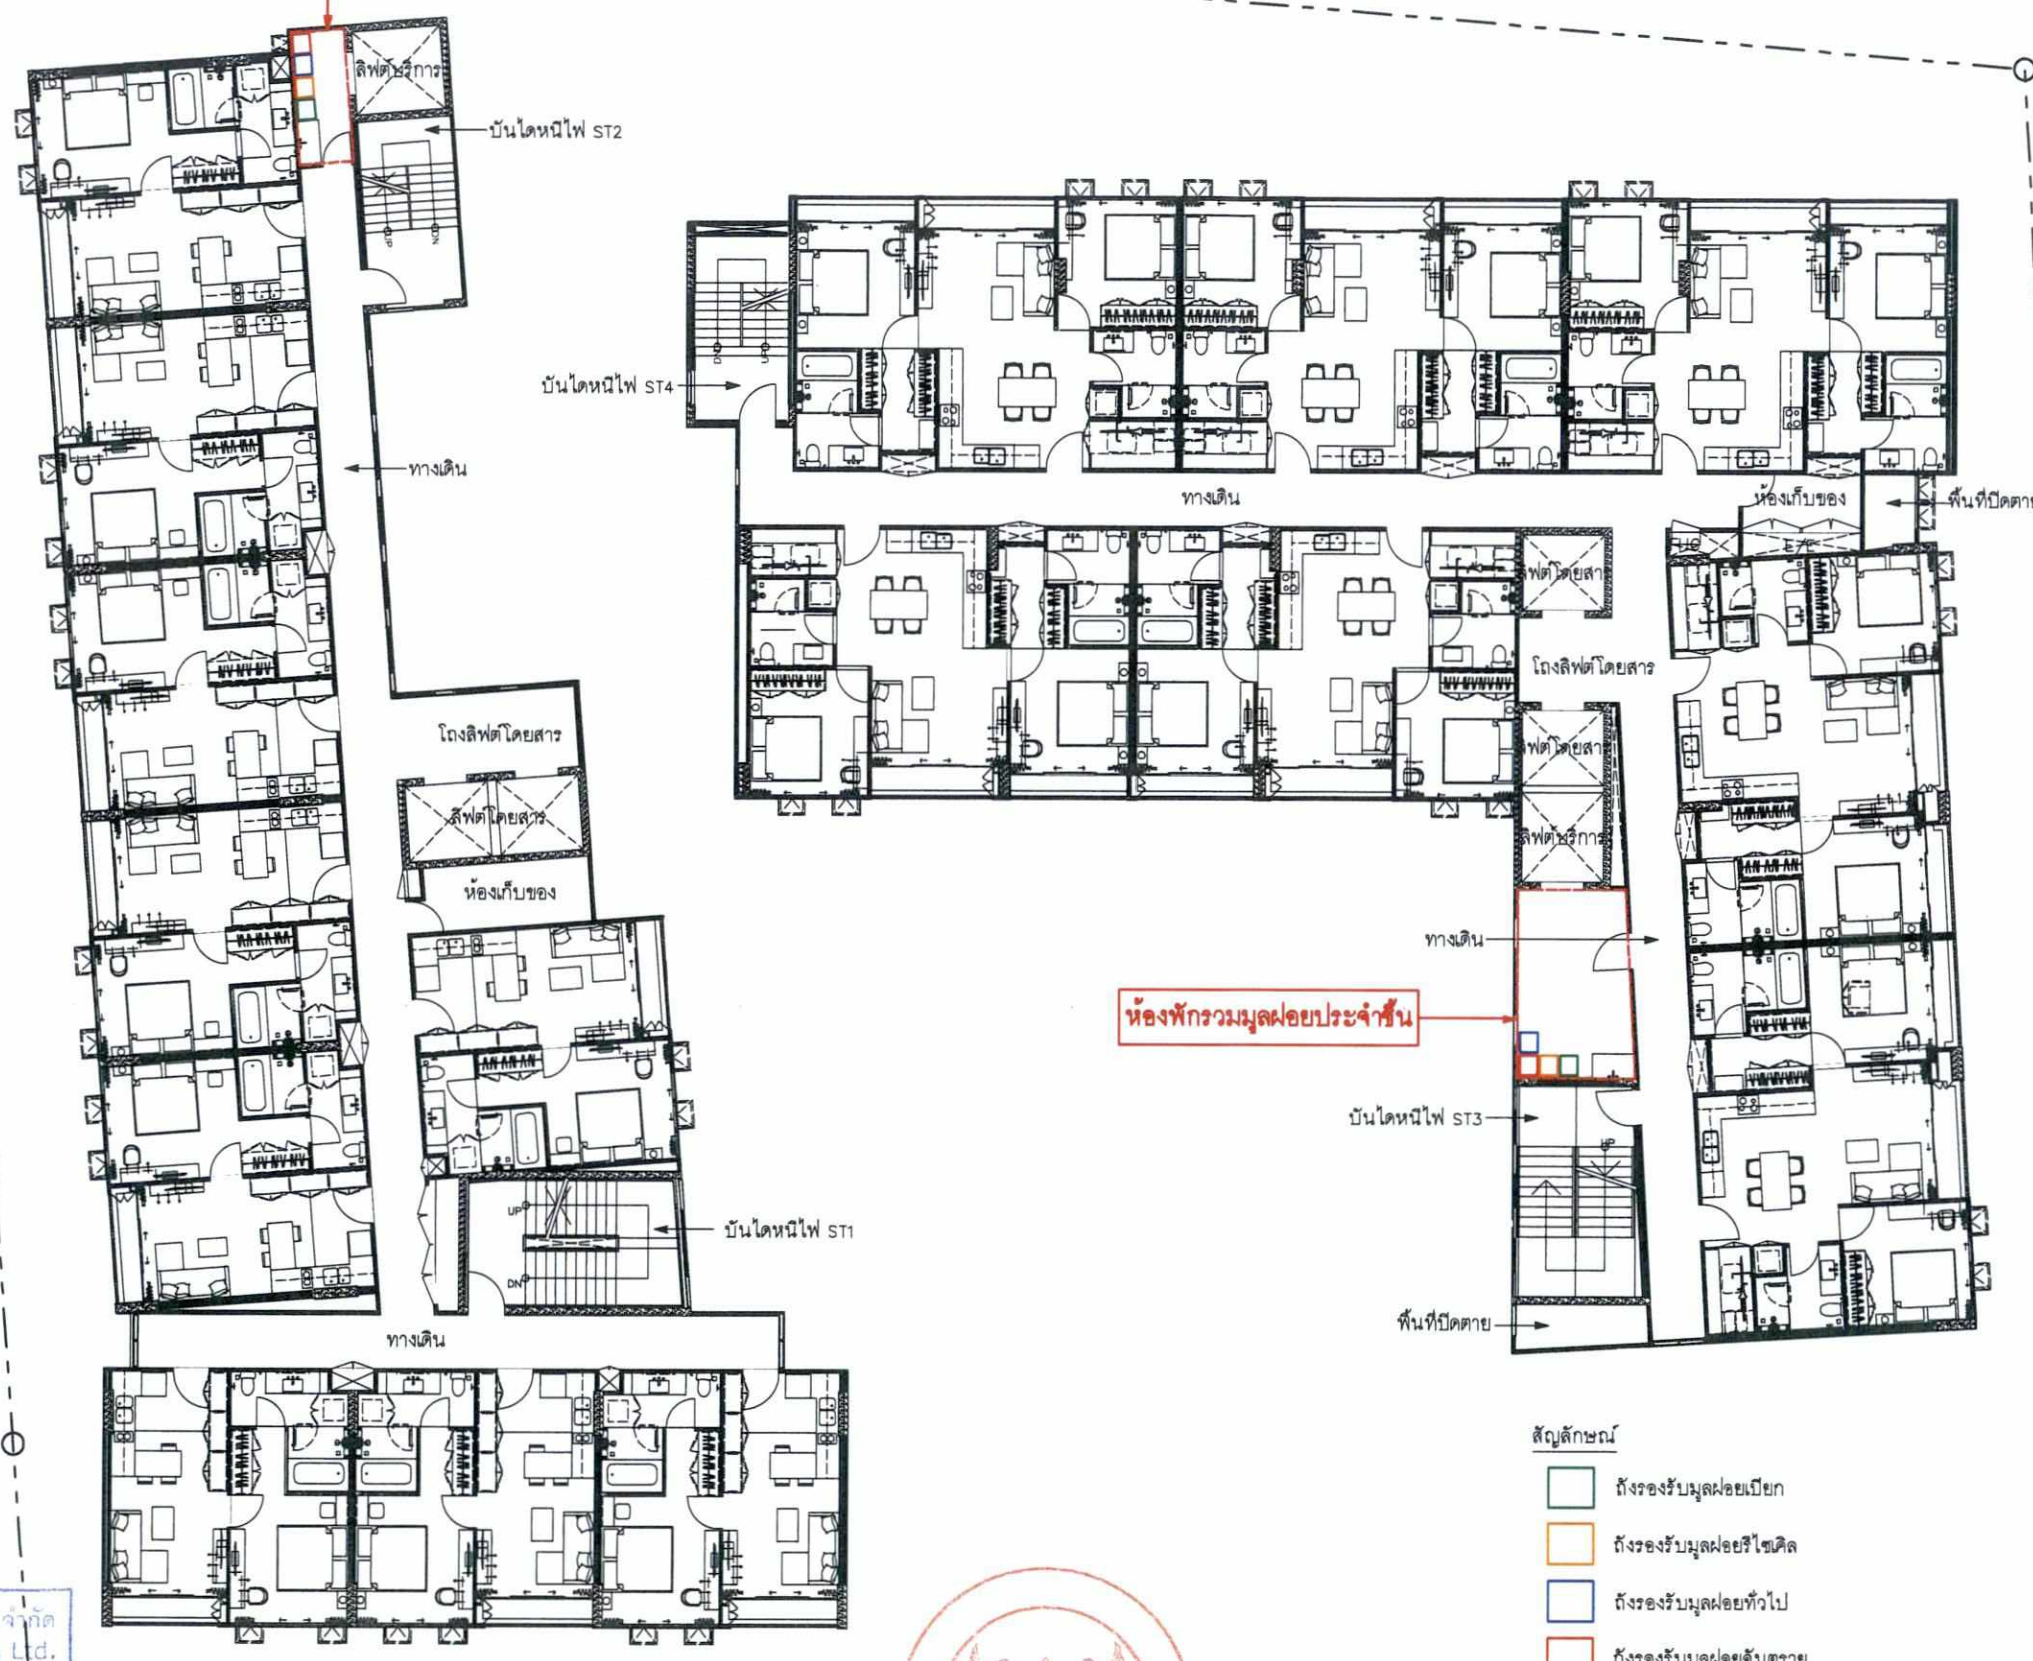 ลิฟต์บริการ
บันไดหนีไฟ ST2
UP
DN
บันไดหนีไฟ ST4
DN
UP
ทางเดิน
ทางเดิน
ห้องเก็บของ
พื้นที่ปิดตาย
ลิฟต์โดยสาร
โถงลิฟต์โดยสาร
โถงลิฟต์โดยสาร
ลิฟต์โดยสาร
ลิฟต์โดยสาร
ลิฟต์บริการ
ห้องเก็บของ
ทางเดิน
ห้องพักรวมมูลฝอยประจำชั้น
บันไดหนีไฟ ST3
UP
UP
บันไดหนีไฟ ST1
DN
พื้นที่ปิดตาย
ทางเดิน
สัญลักษณ์
ถังรองรับมูลฝอยเปียก
ถังรองรับมูลฝอยรีไซเคิล
ถังรองรับมูลฝอยทั่วไป
ถังรองรับมูลฝอยอันตราย
จำกัด
Ltd.